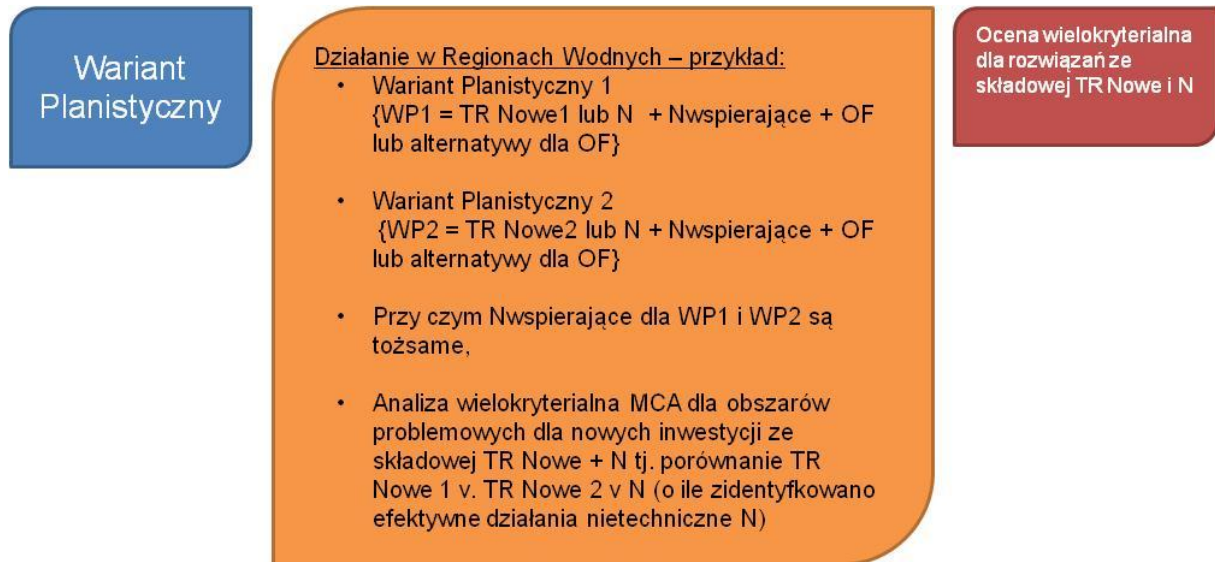 Wariant
Planistyczny
Działanie w Regionach Wodnych – przykład:
• Wariant Planistyczny 1
{WP1 = TR Nowe1 lub N + Nwspierające + OF
lub alternatywy dla OF}
• Wariant Planistyczny 2
{WP2 = TR Nowe2 lub N + Nwspierające + OF
lub alternatywy dla OF}
• Przy czym Nwspierające dla WP1 i WP2 są
tożsame,
• Analiza wielokryterialna MCA dla obszarów
problemowych dla nowych inwestycji ze
składowej TR Nowe + N tj. porównanie TR
Nowe 1 v. TR Nowe 2 v N (o ile zidentyfkowano
efektywne działania nietechniczne N)
Ocena wielokryterialna
dla rozwiązań ze
składowej TR Nowe i N